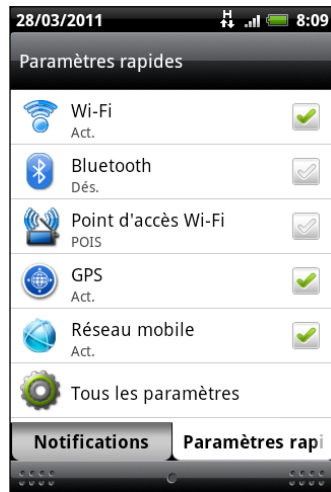 28/03/2011 H 8:09
Paramètres rapides
Wi-Fi
Act.
Bluetooth
Dés.
Point d'accès Wi-Fi
POIS
GPS
Act.
Réseau mobile
Act.
Tous les paramètres
Notifications Paramètres rapi